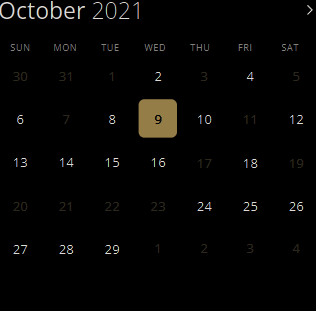 October 2021
SUN MON TUE WED THU FRI SAT
30 31 1 2 3 4 5
6 7 8 9 10 11 12
13 14 15 16 17 18 19
20 21 22 23 24 25 26
27 28 29 1 2 3 4